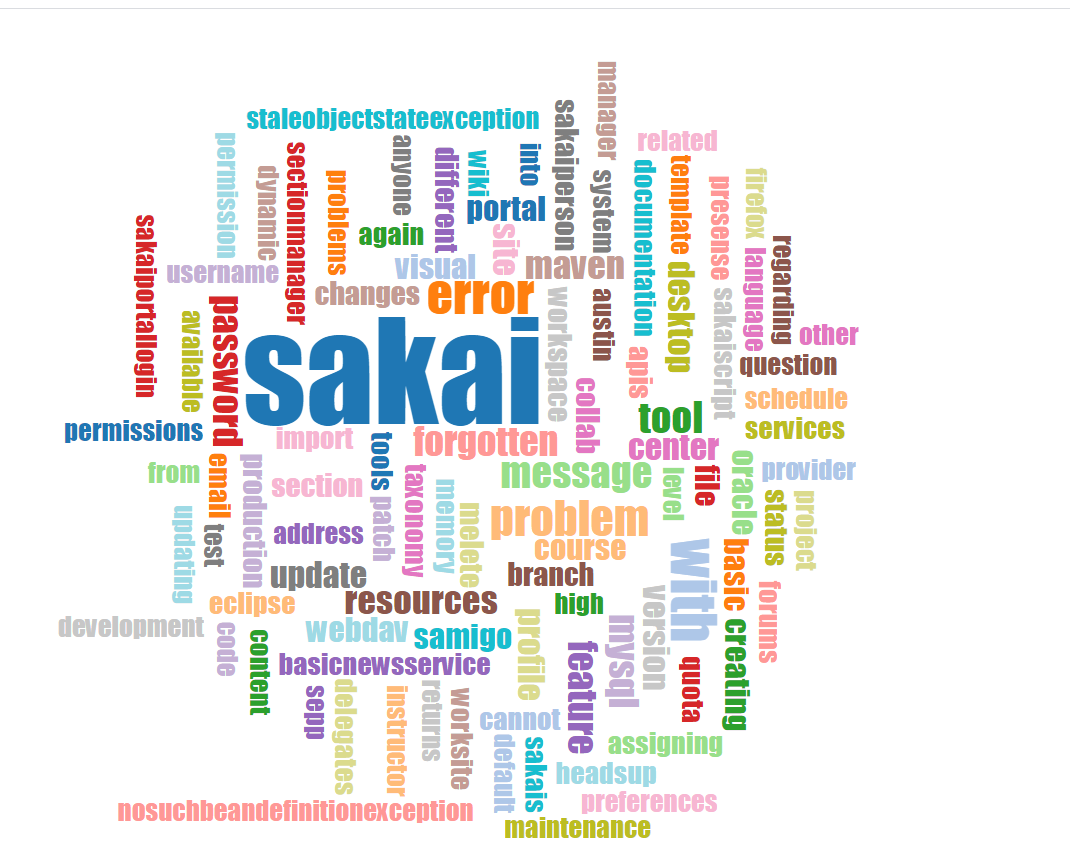 manager
staleobjectstateexception
sakaiperson
related
permission
anyone
sectionmanager
different
wiki
into
documentation
template
dynamic
problems
system
presense
firefox
portal
sakaiportallogin
again
site
regarding
username
visual
maven
language
desktop
changes
error
workspace
austin
sakaiscript
password
available
sakai
other
apis
question
collab
schedule
tool
permissions
import
tools
forgotten
center
services
from
email
production
section
taxonomy
message
level
file
oracle
provider
memory
patch
melete
problem
status
project
updating
test
address
course
with
basic
update
branch
eclipse
resources
high
version
forums
development
code
content
webdav
samigo
profile
mysql
creating
basicnewsservice
feature
quota
sepp
delegates
instructor
returns
worksite
cannot
assigning
default
sakais
headsup
nosuchbeandefinitionexception
preferences
maintenance